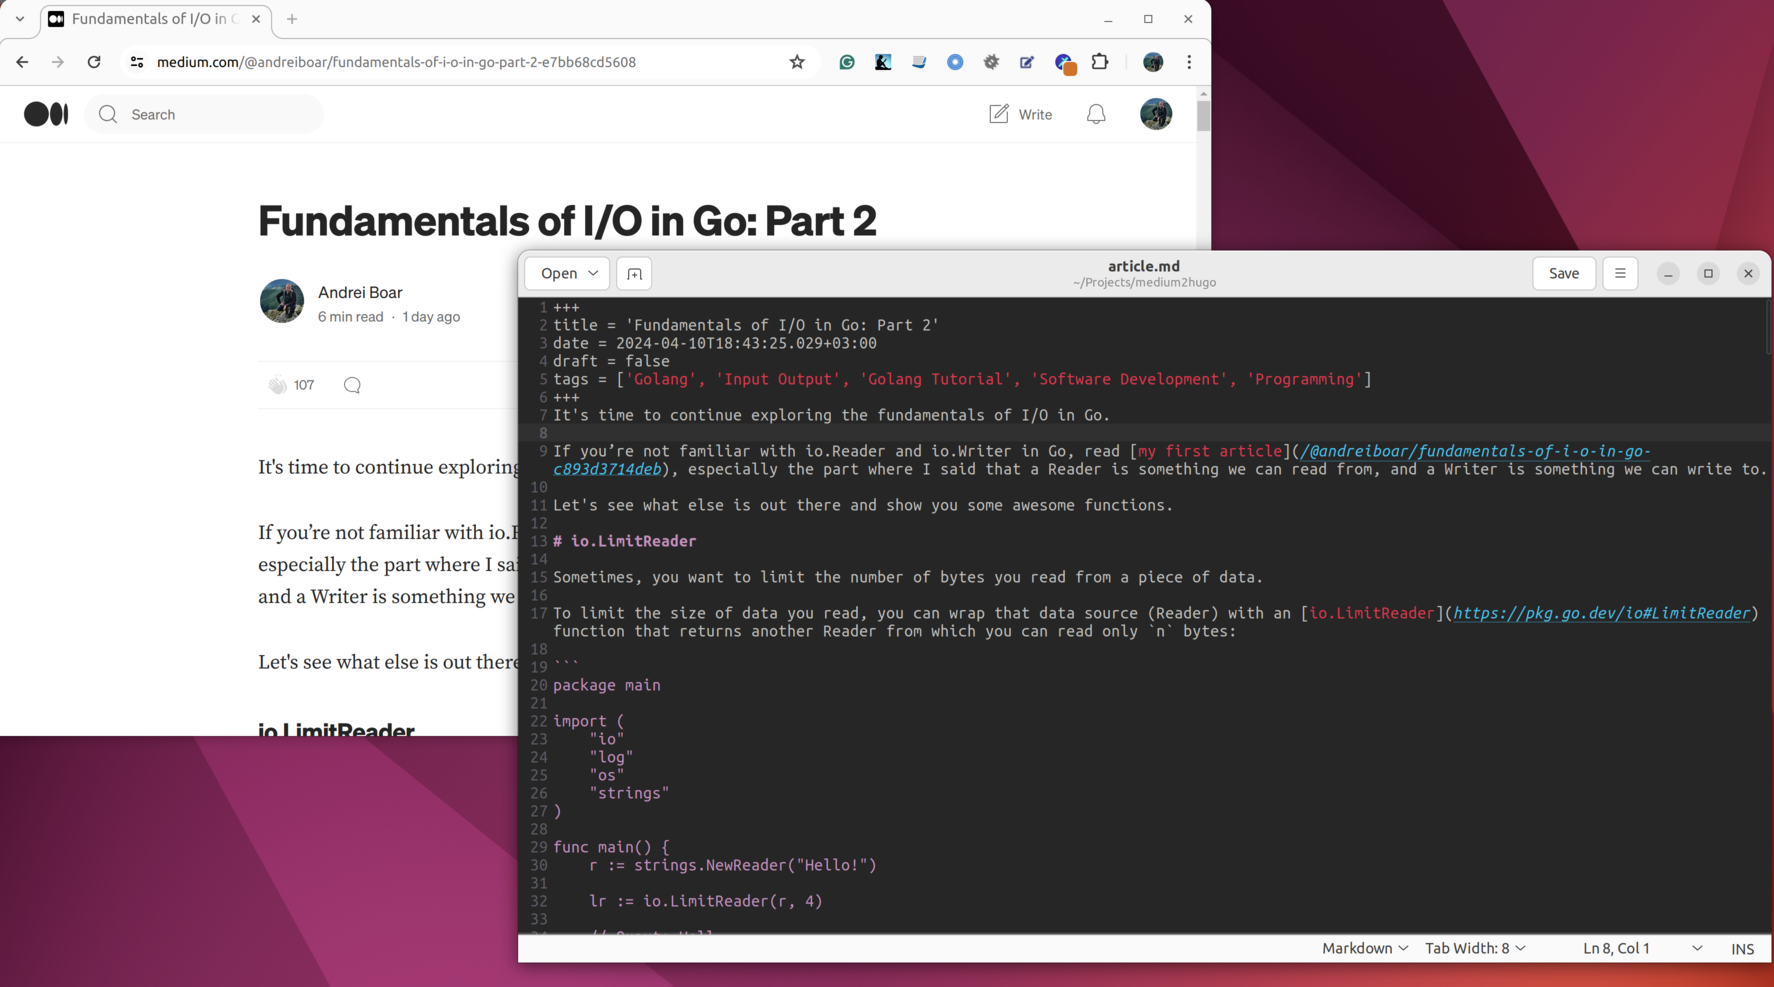 Fundamentals of I/O in G
medium.com/@andreiboar/fundamentals-of-i-o-in-go-part-2-e7bb68cd5608
Search
Write
Fundamentals of I/O in Go: Part 2
Andrei Boar
6 min read · 1 day ago
107
It's time to continue exploring
If you’re not familiar with io.
especially the part where I sai
and a Writer is something we
Let's see what else is out there
io.LimitReader
Open
article.md
~/Projects/medium2hugo
Save
1 +++
2 title = 'Fundamentals of I/O in Go: Part 2'
3 date = 2024-04-10T18:43:25.029+03:00
4 draft = false
5 tags = ['Golang', 'Input Output', 'Golang Tutorial', 'Software Development', 'Programming']
6 +++
7 It's time to continue exploring the fundamentals of I/O in Go.
8
9 If you’re not familiar with io.Reader and io.Writer in Go, read [my first article](/@andreiboar/fundamentals-of-i-o-in-go-
c893d3714deb), especially the part where I said that a Reader is something we can read from, and a Writer is something we can write to.
10
11 Let's see what else is out there and show you some awesome functions.
12
13 # io.LimitReader
14
15 Sometimes, you want to limit the number of bytes you read from a piece of data.
16
17 To limit the size of data you read, you can wrap that data source (Reader) with an [io.LimitReader](https://pkg.go.dev/io#LimitReader)
function that returns another Reader from which you can read only `n` bytes:
18
19 ```
20 package main
21
22 import (
23     "io"
24     "log"
25     "os"
26     "strings"
27 )
28
29 func main() {
30     r := strings.NewReader("Hello!")
31
32     lr := io.LimitReader(r, 4)
33
Markdown
Tab Width: 8
Ln 8, Col 1
INS